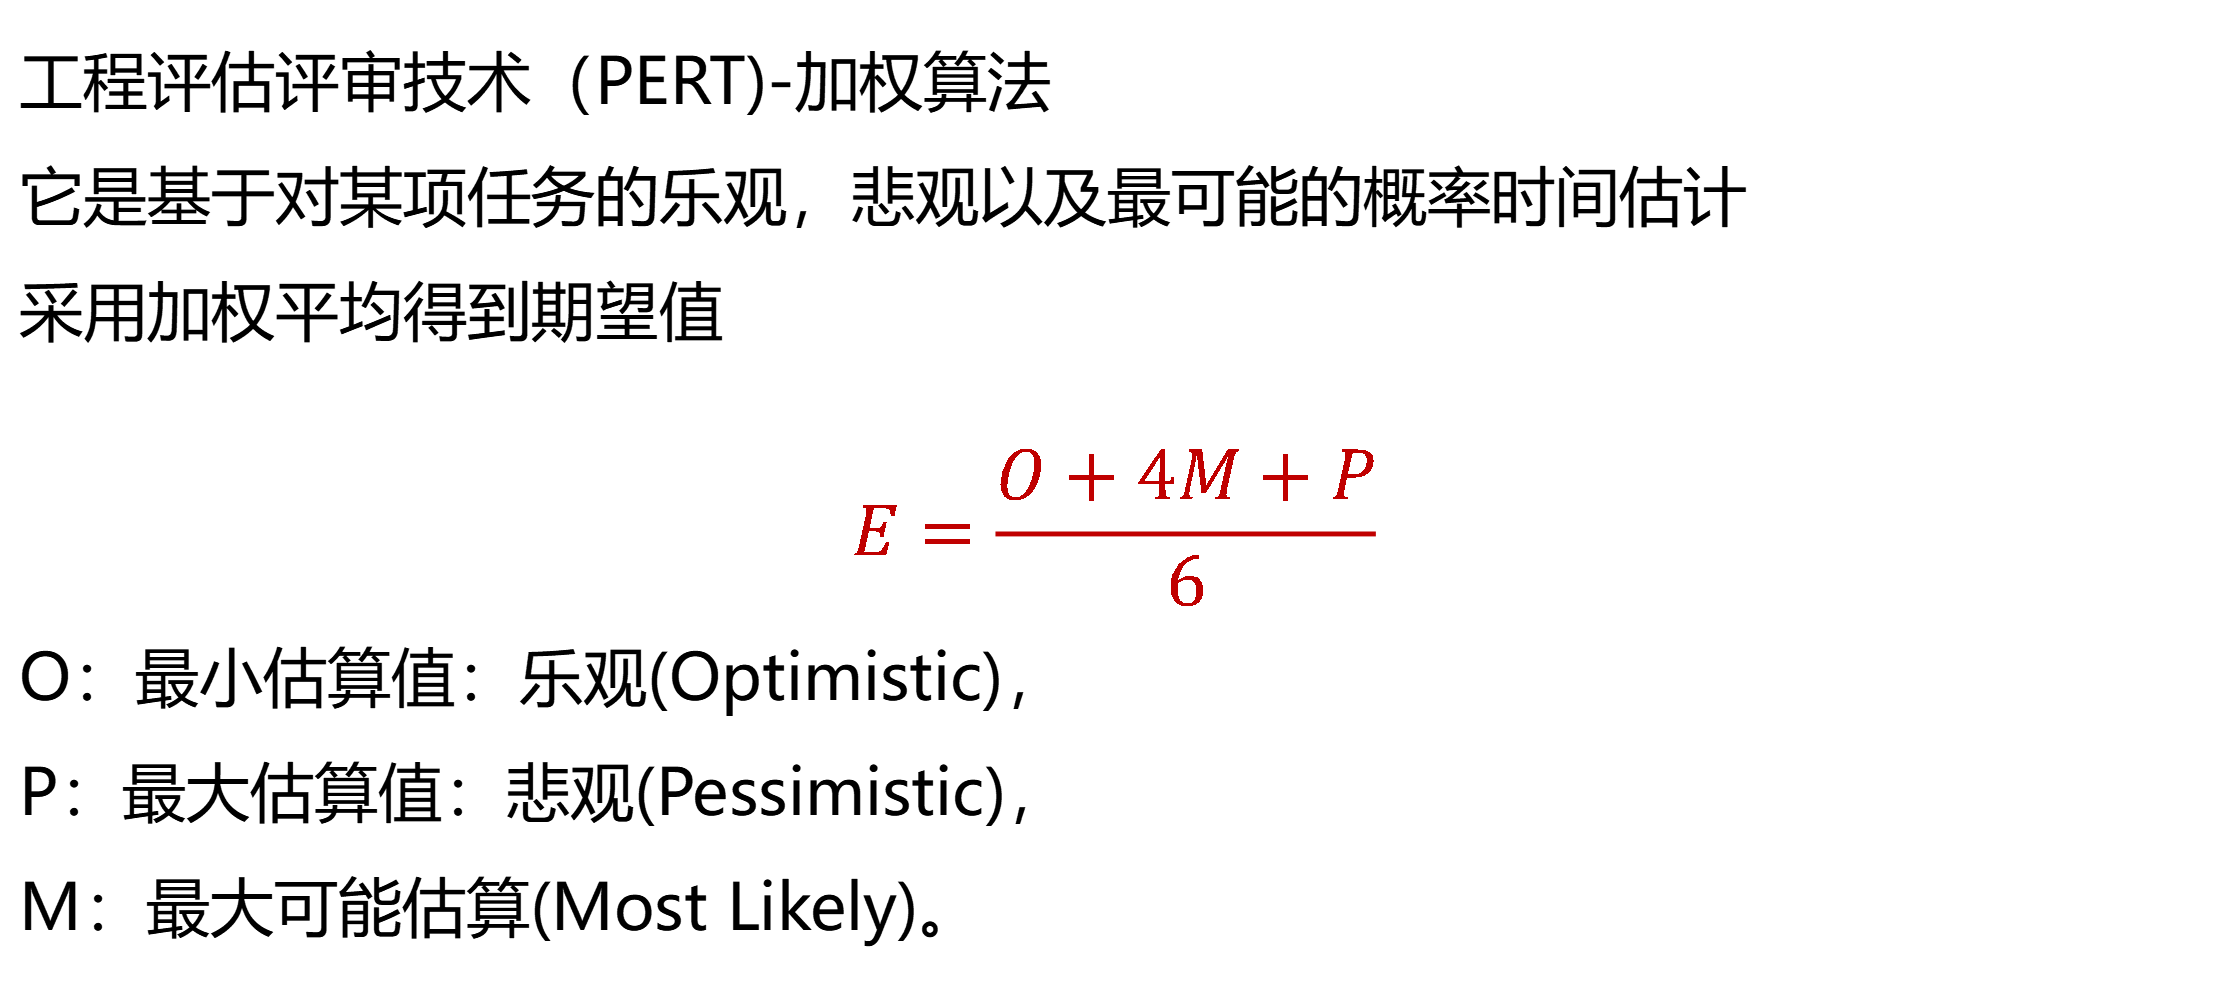 工程评估评审技术（PERT)-加权算法
它是基于对某项任务的乐观，悲观以及最可能的概率时间估计
采用加权平均得到期望值
E = \frac{O + 4M + P}{6}
O：最小估算值：乐观(Optimistic)，
P：最大估算值：悲观(Pessimistic)，
M：最大可能估算(Most Likely)。